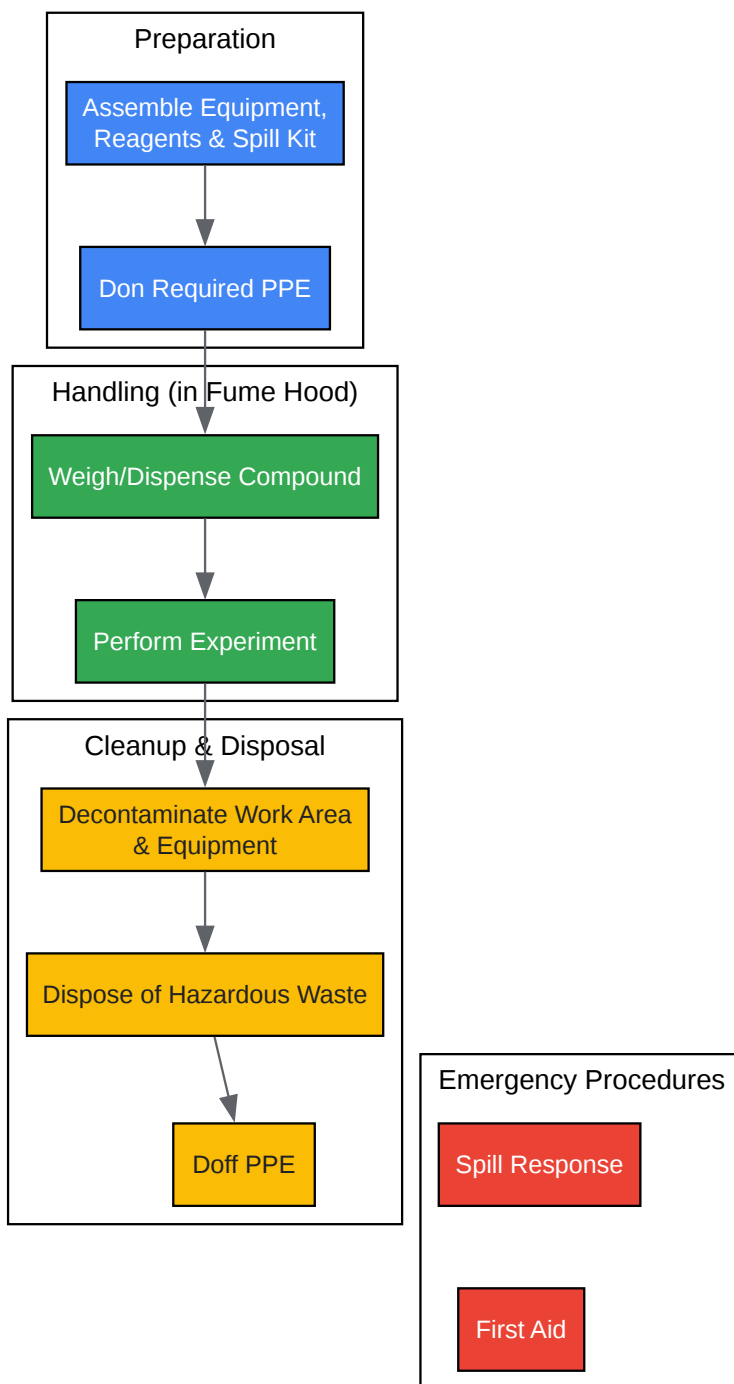 Preparation
Assemble Equipment,
Reagents & Spill Kit
Don Required PPE
Handling (in Fume Hood)
Weigh/Dispense Compound
Perform Experiment
Cleanup & Disposal
Decontaminate Work Area
& Equipment
Dispose of Hazardous Waste
Doff PPE
Emergency Procedures
Spill Response
First Aid